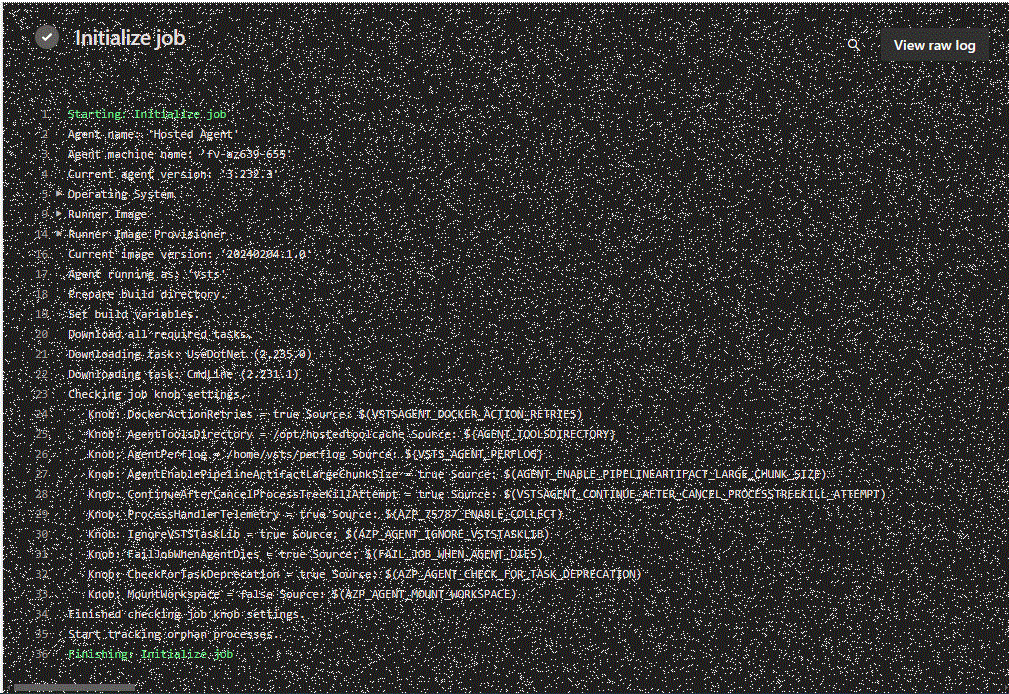 Initialize job
View raw log
1 Starting: Initialize job
2 Agent name: 'Hosted Agent'
3 Agent machine name: 'fv-az639-655'
4 Current agent version: '3.232.3'
5 Operating System
9 Runner Image
14 Runner Image Provisioner
16 Current image version: '20240204.1.0'
17 Agent running as: 'vsts'
18 Prepare build directory.
19 Set build variables.
20 Download all required tasks.
21 Downloading task: UseDotNet (2.235.0)
22 Downloading task: CmdLine (2.231.1)
23 Checking job knob settings.
24 Knob: DockerActionRetries = true Source: $(VSTSAGENT_DOCKER_ACTION_RETRIES)
25 Knob: AgentToolsDirectory = /opt/hostedtoolcache Source: ${AGENT_TOOLSDIRECTORY}
26 Knob: AgentPerflog = /home/vsts/perflog Source: ${VSTS_AGENT_PERFLOG}
27 Knob: AgentEnablePipelineArtifactLargeChunkSize = true Source: $(AGENT_ENABLE_PIPELINEARTIFACT_LARGE_CHUNK_SIZE)
28 Knob: ContinueAfterCancelProcessTreeKillAttempt = true Source: $(VSTSAGENT_CONTINUE_AFTER_CANCEL_PROCESSTREEKILL_ATTEMPT)
29 Knob: ProcessHandlerTelemetry = true Source: $(AZP_75787_ENABLE_COLLECT)
30 Knob: IgnoreVSTSTaskLib = true Source: $(AZP_AGENT_IGNORE_VSTSTASKLIB)
31 Knob: FailJobWhenAgentDies = true Source: $(FAIL_JOB_WHEN_AGENT_DIES)
32 Knob: CheckForTaskDeprecation = true Source: $(AZP_AGENT_CHECK_FOR_TASK_DEPRECATION)
33 Knob: MountWorkspace = false Source: $(AZP_AGENT_MOUNT_WORKSPACE)
34 Finished checking job knob settings.
35 Start tracking orphan processes.
36 Finishing: Initialize job